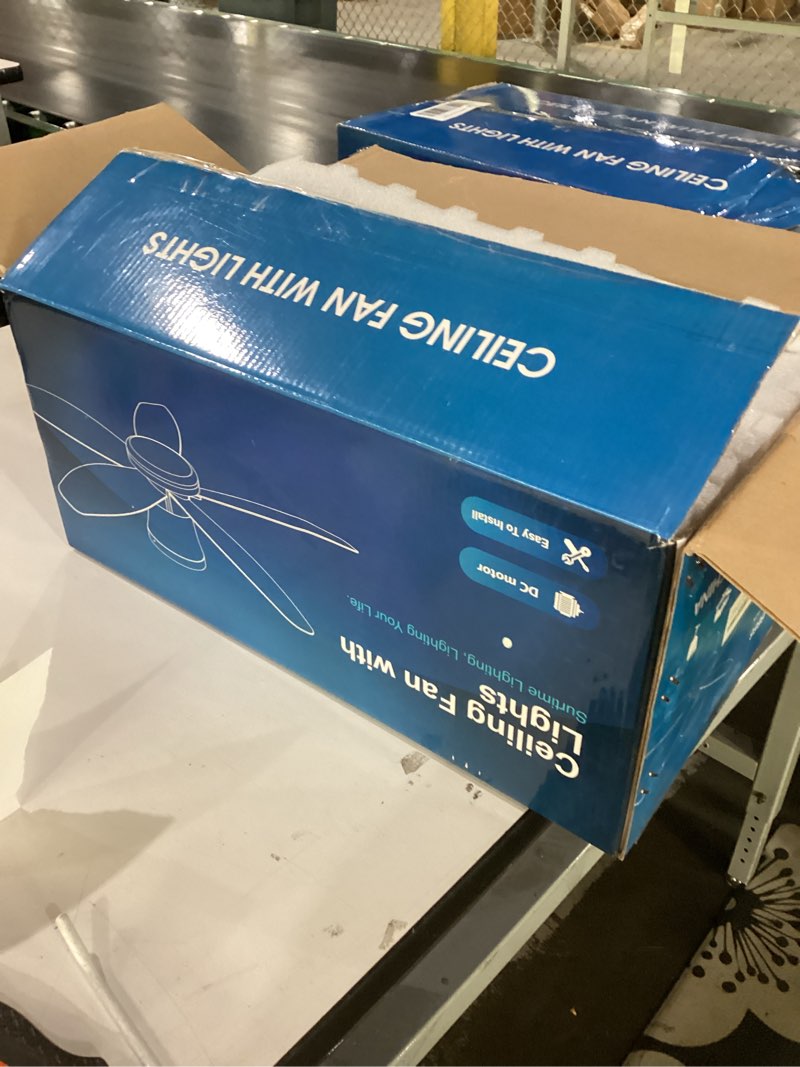 CEILING FAN WITH LIGHTS
Ceiling Fan with
Lights
Surtime Lighting, Lighting Your Life.
DC motor
Easy To Install
CEILING FAN WITH LIGHTS